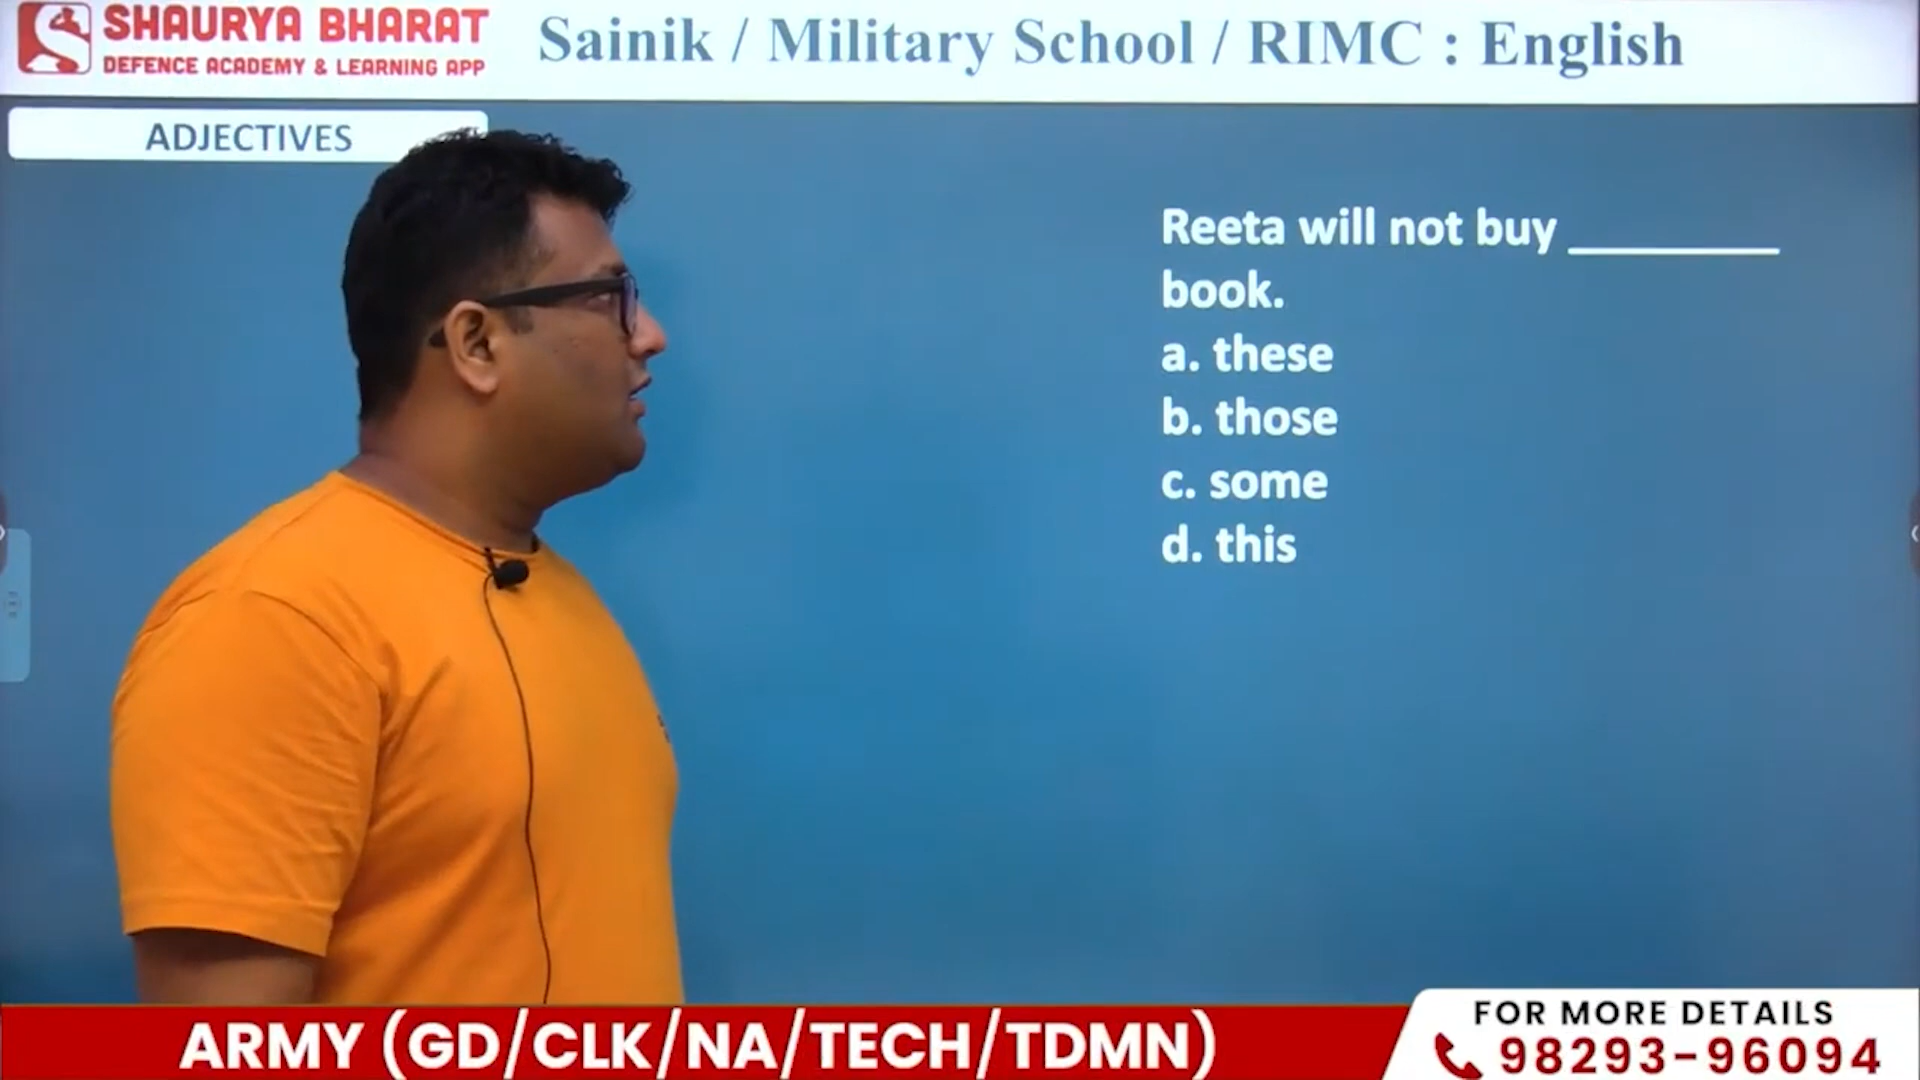 SHAURYA BHARAT
DEFENCE ACADEMY & LEARNING APP
Sainik / Military School / RIMC : English
ADJECTIVES
Reeta will not buy ________
book.
a. these
b. those
c. some
d. this
ARMY (GD/CLK/NA/TECH/TDMN)
FOR MORE DETAILS
98293-96094